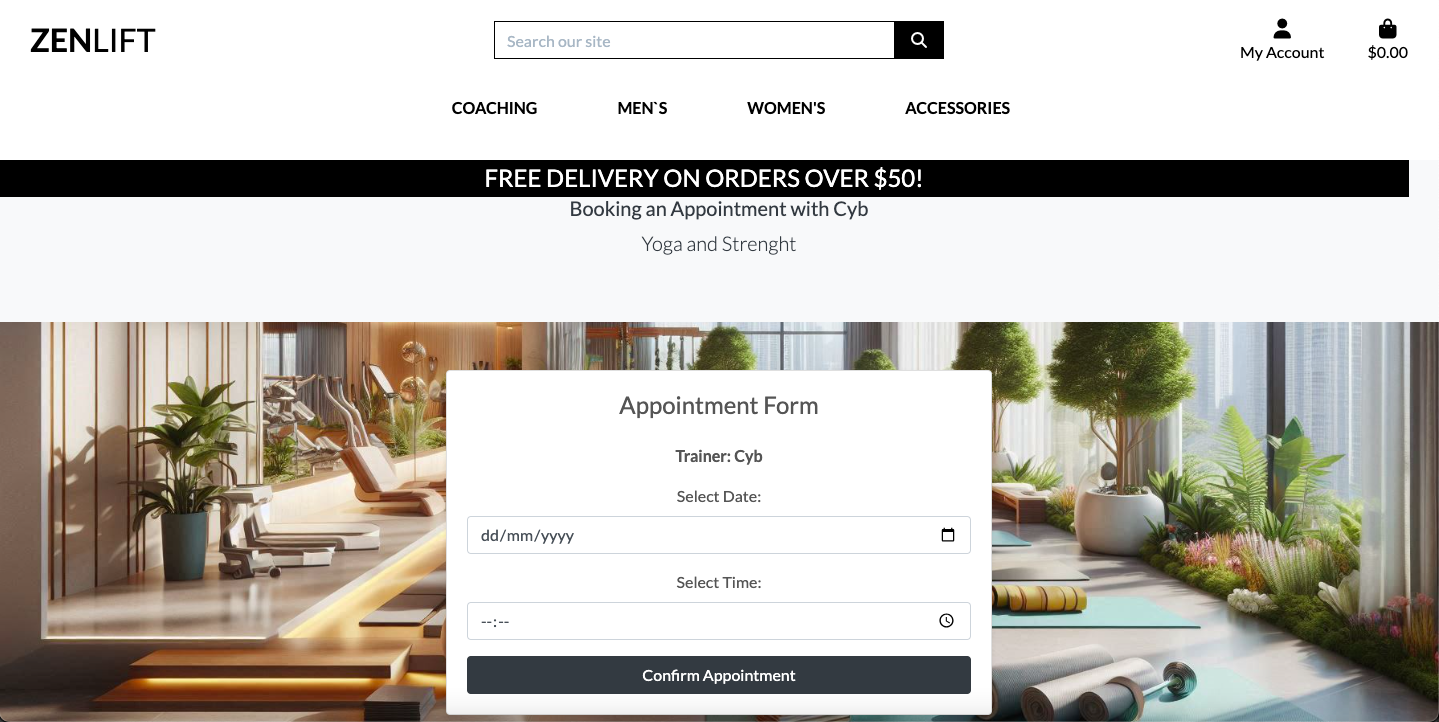 ZENLIFT
Search our site
My Account
$0.00
COACHING
MEN`S
WOMEN'S
ACCESSORIES
FREE DELIVERY ON ORDERS OVER $50!
Booking an Appointment with Cyb
Yoga and Strenght
Appointment Form
Trainer: Cyb
Select Date:
dd/mm/yyyy
Select Time:
--:--
Confirm Appointment